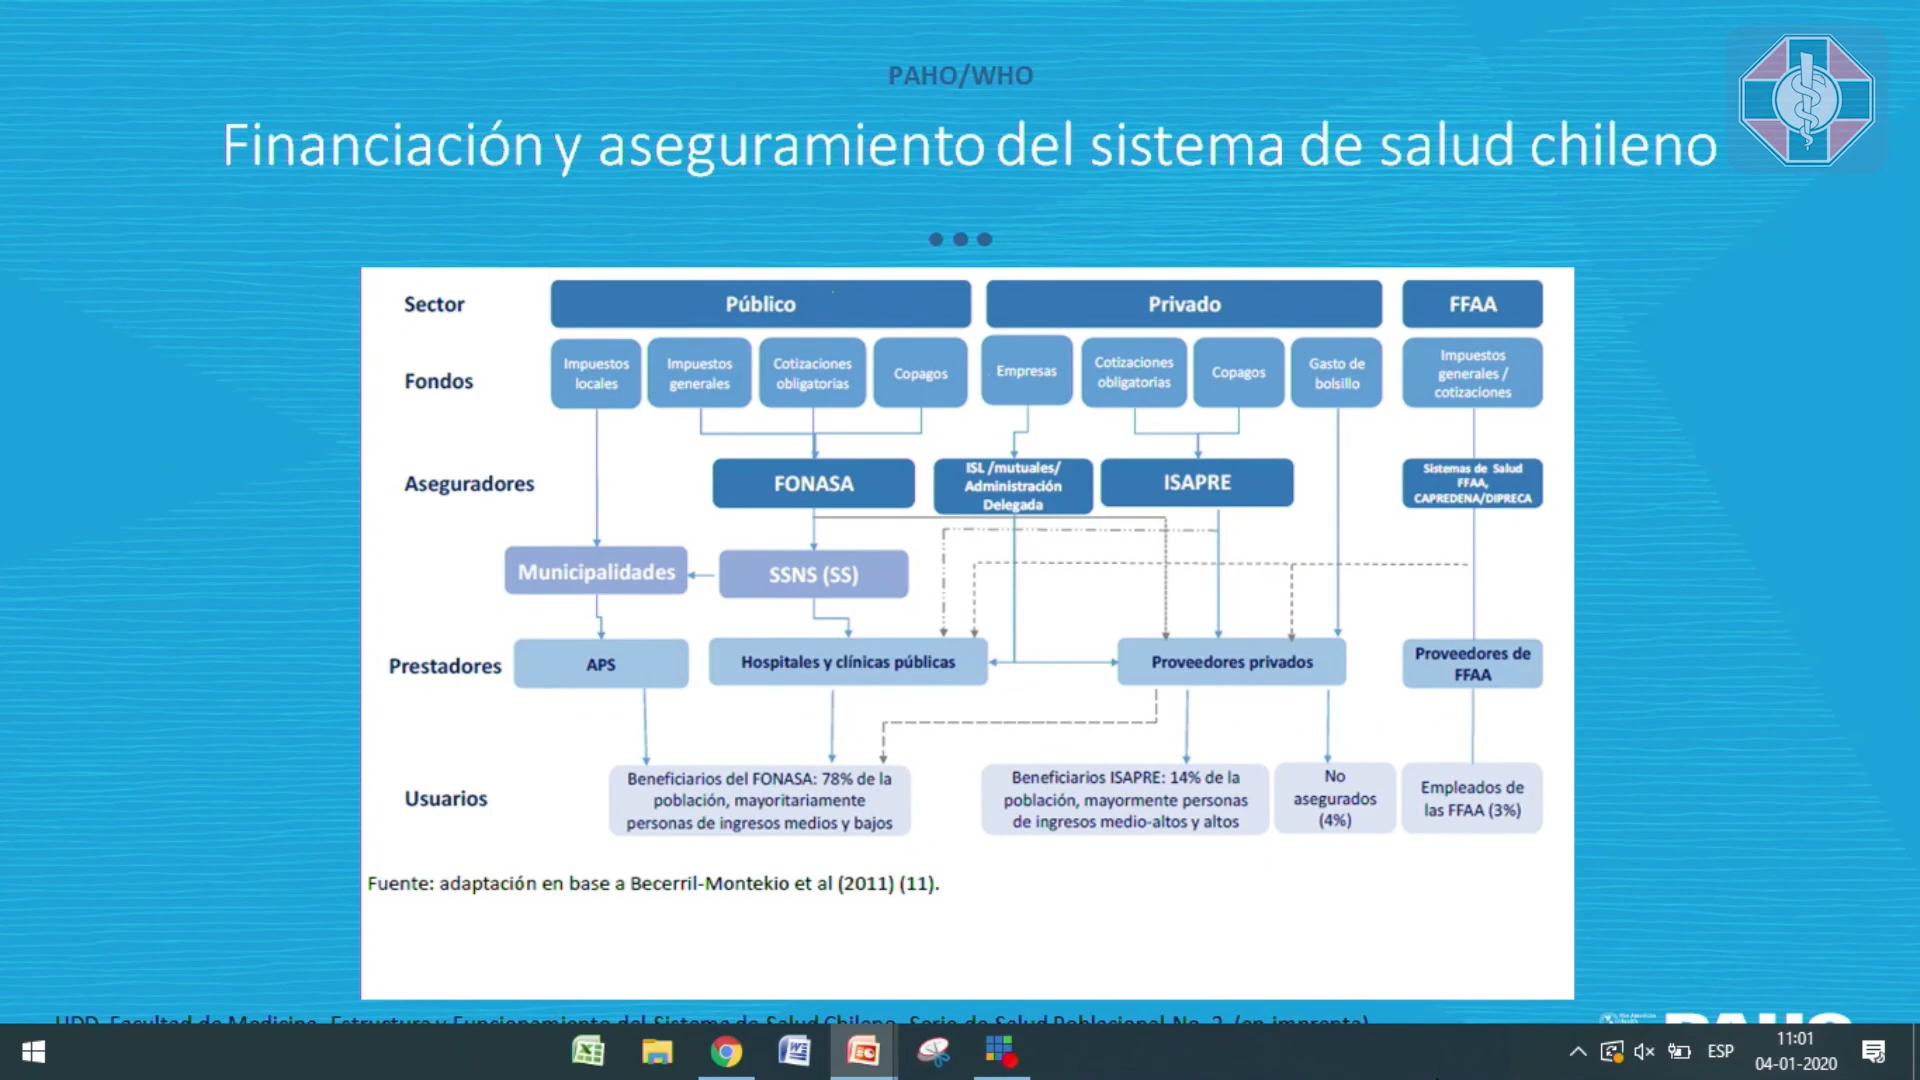 PAHO/WHO
Financiación y aseguramiento del sistema de salud chileno
Sector
Público
Privado
FFAA
Fondos
Impuestos
locales
Impuestos
generales
Cotizaciones
obligatorias
Copagos
Empresas
Cotizaciones
obligatorias
Copagos
Gasto de
bolsillo
Impuestos
generales /
cotizaciones
Aseguradores
FONASA
ISL /mutuales/
Administración
Delegada
ISAPRE
Sistemas de Salud
FFAA,
CAPREDENA/DIPRECA
Municipalidades
SSNS (SS)
Prestadores
APS
Hospitales y clínicas públicas
Proveedores privados
Proveedores de
FFAA
Usuarios
Beneficiarios del FONASA: 78% de la
población, mayoritariamente
personas de ingresos medios y bajos
Beneficiarios ISAPRE: 14% de la
población, mayormente personas
de ingresos medio-altos y altos
No
asegurados
(4%)
Empleados de
las FFAA (3%)
Fuente: adaptación en base a Becerril-Montekio et al (2011) (11).
UDD, Facultad de Medicina, Estructura y Funcionamiento del Sistema de Salud Chileno, Serie de Salud Poblacional No. 2, (en imprenta)
PAHO
ESP
11:01
04-01-2020